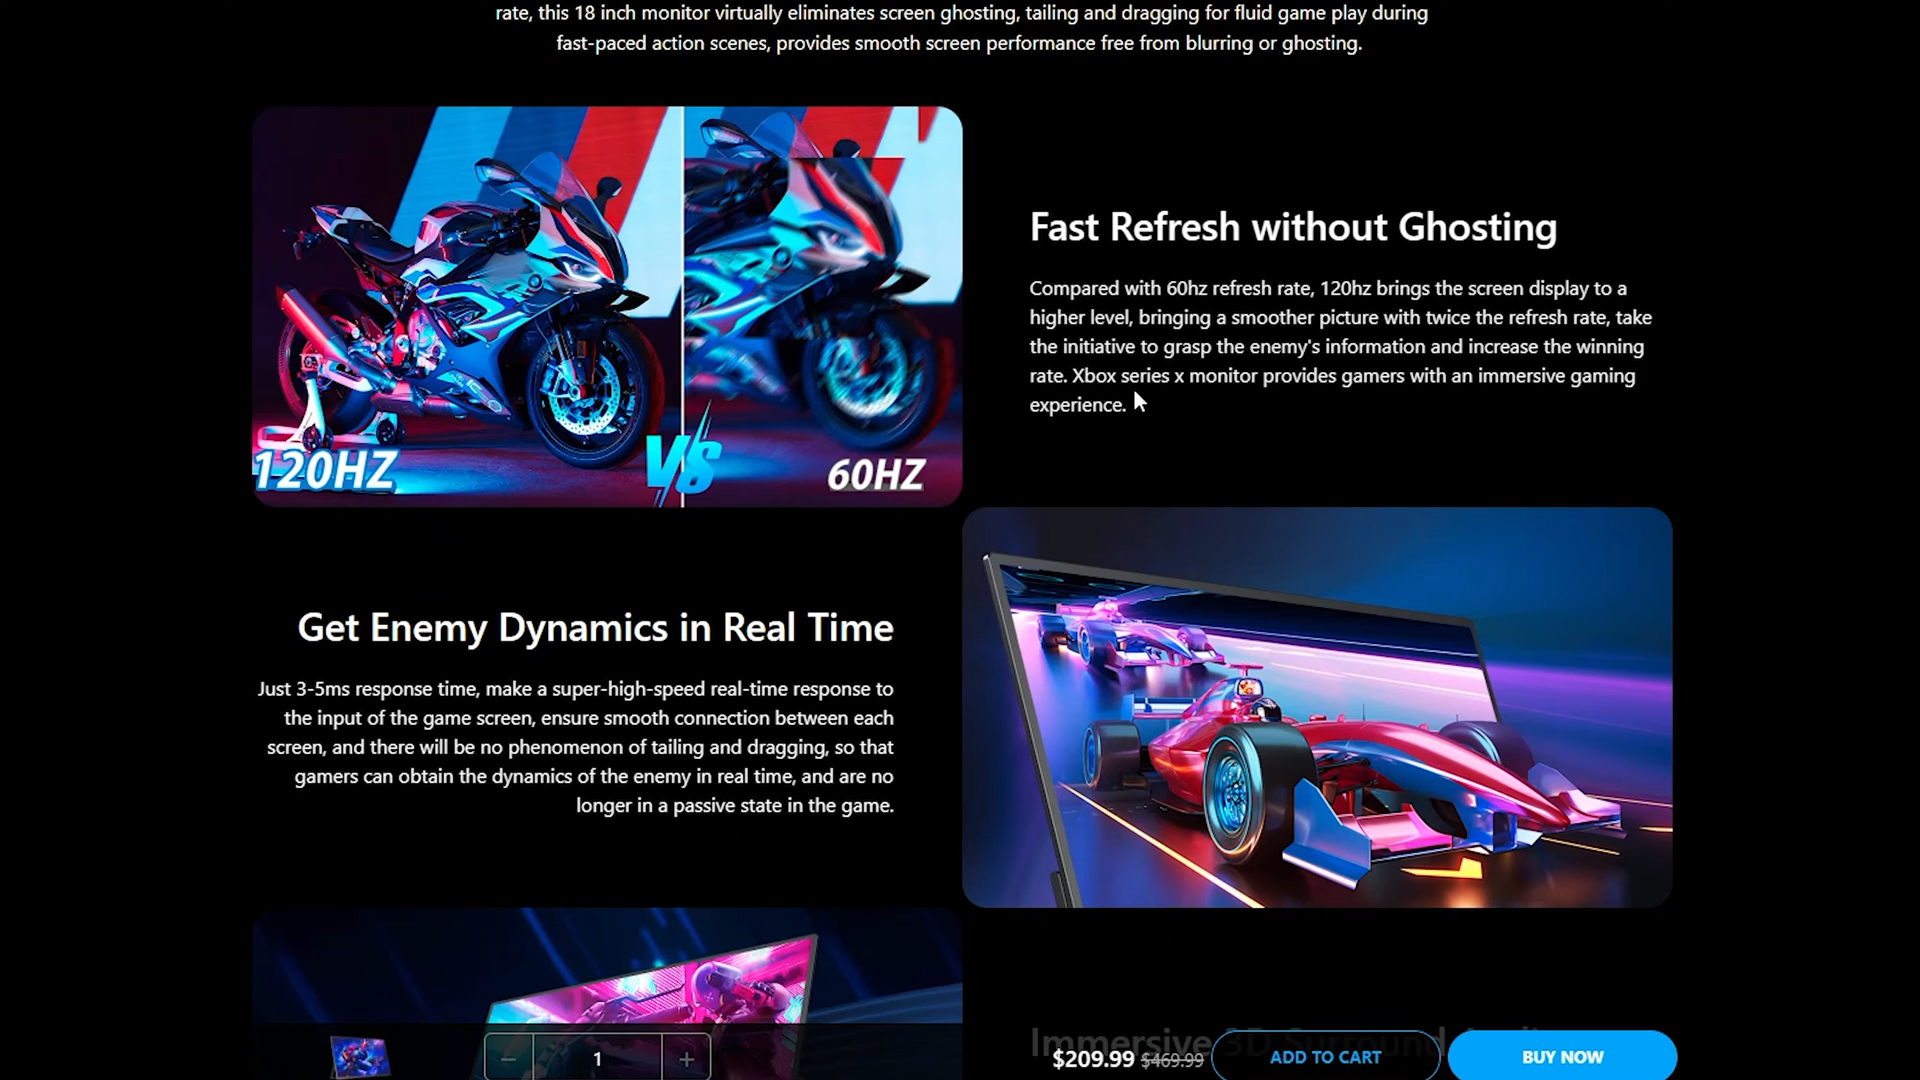 rate, this 18 inch monitor virtually eliminates screen ghosting, tailing and dragging for fluid game play during
fast-paced action scenes, provides smooth screen performance free from blurring or ghosting.
120HZ
VS
60HZ
Fast Refresh without Ghosting
Compared with 60hz refresh rate, 120hz brings the screen display to a
higher level, bringing a smoother picture with twice the refresh rate, take
the initiative to grasp the enemy's information and increase the winning
rate. Xbox series x monitor provides gamers with an immersive gaming
experience.
Get Enemy Dynamics in Real Time
Just 3-5ms response time, make a super-high-speed real-time response to
the input of the game screen, ensure smooth connection between each
screen, and there will be no phenomenon of tailing and dragging, so that
gamers can obtain the dynamics of the enemy in real time, and are no
longer in a passive state in the game.
Immersive 3D Surround
− 1 +
$209.99 $469.99
ADD TO CART
BUY NOW